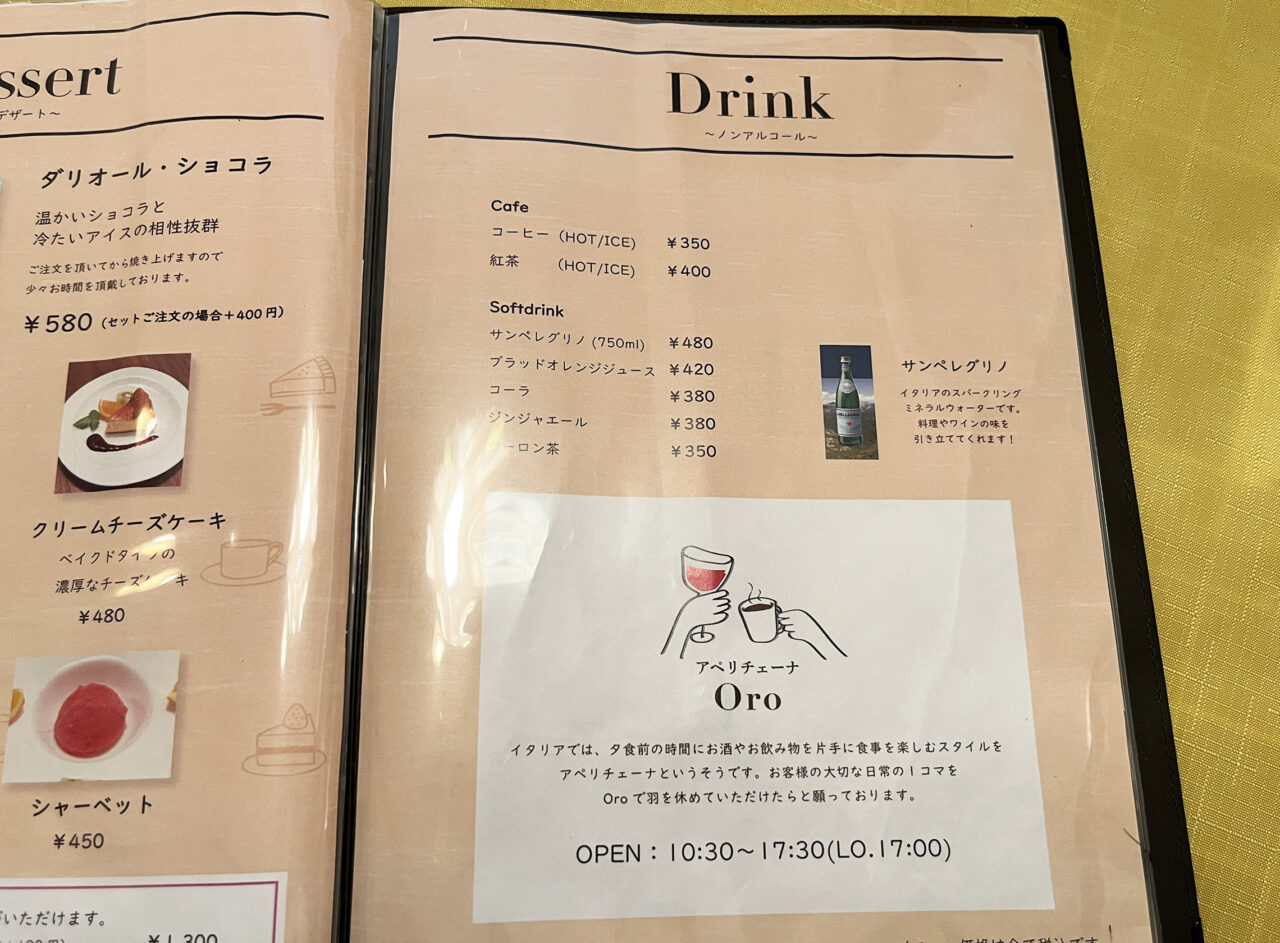 ssert
デザート～
ダリオール・ショコラ
温かいショコラと
冷たいアイスの相性抜群
ご注文を頂いてから焼き上げますので
少々お時間を頂戴しております。
￥580（セットご注文の場合＋400円）
クリームチーズケーキ
ベイクドタイプの
濃厚なチーズケーキ
￥480
シャーベット
￥450
いただけます。
￥1,300
Drink
～ノンアルコール～
Cafe
コーヒー（HOT/ICE) ￥350
紅茶 （HOT/ICE) ￥400
Softdrink
サンペレグリノ (750ml) ￥480
ブラッドオレンジジュース ￥420
コーラ ￥380
ジンジャエール ￥380
ウーロン茶 ￥350
サンペレグリノ
イタリアのスパークリング
ミネラルウォーターです。
料理やワインの味を
引き立ててくれます！
S.PELLEGRINO
アペリチェーナ
Oro
イタリアでは、夕食前の時間にお酒やお飲み物を片手に食事を楽しむスタイルを
アペリチェーナというそうです。お客様の大切な日常の1コマを
Oroで羽を休めていただけたらと願っております。
OPEN：10:30～17:30(LO.17:00)
価格は全て税込です！